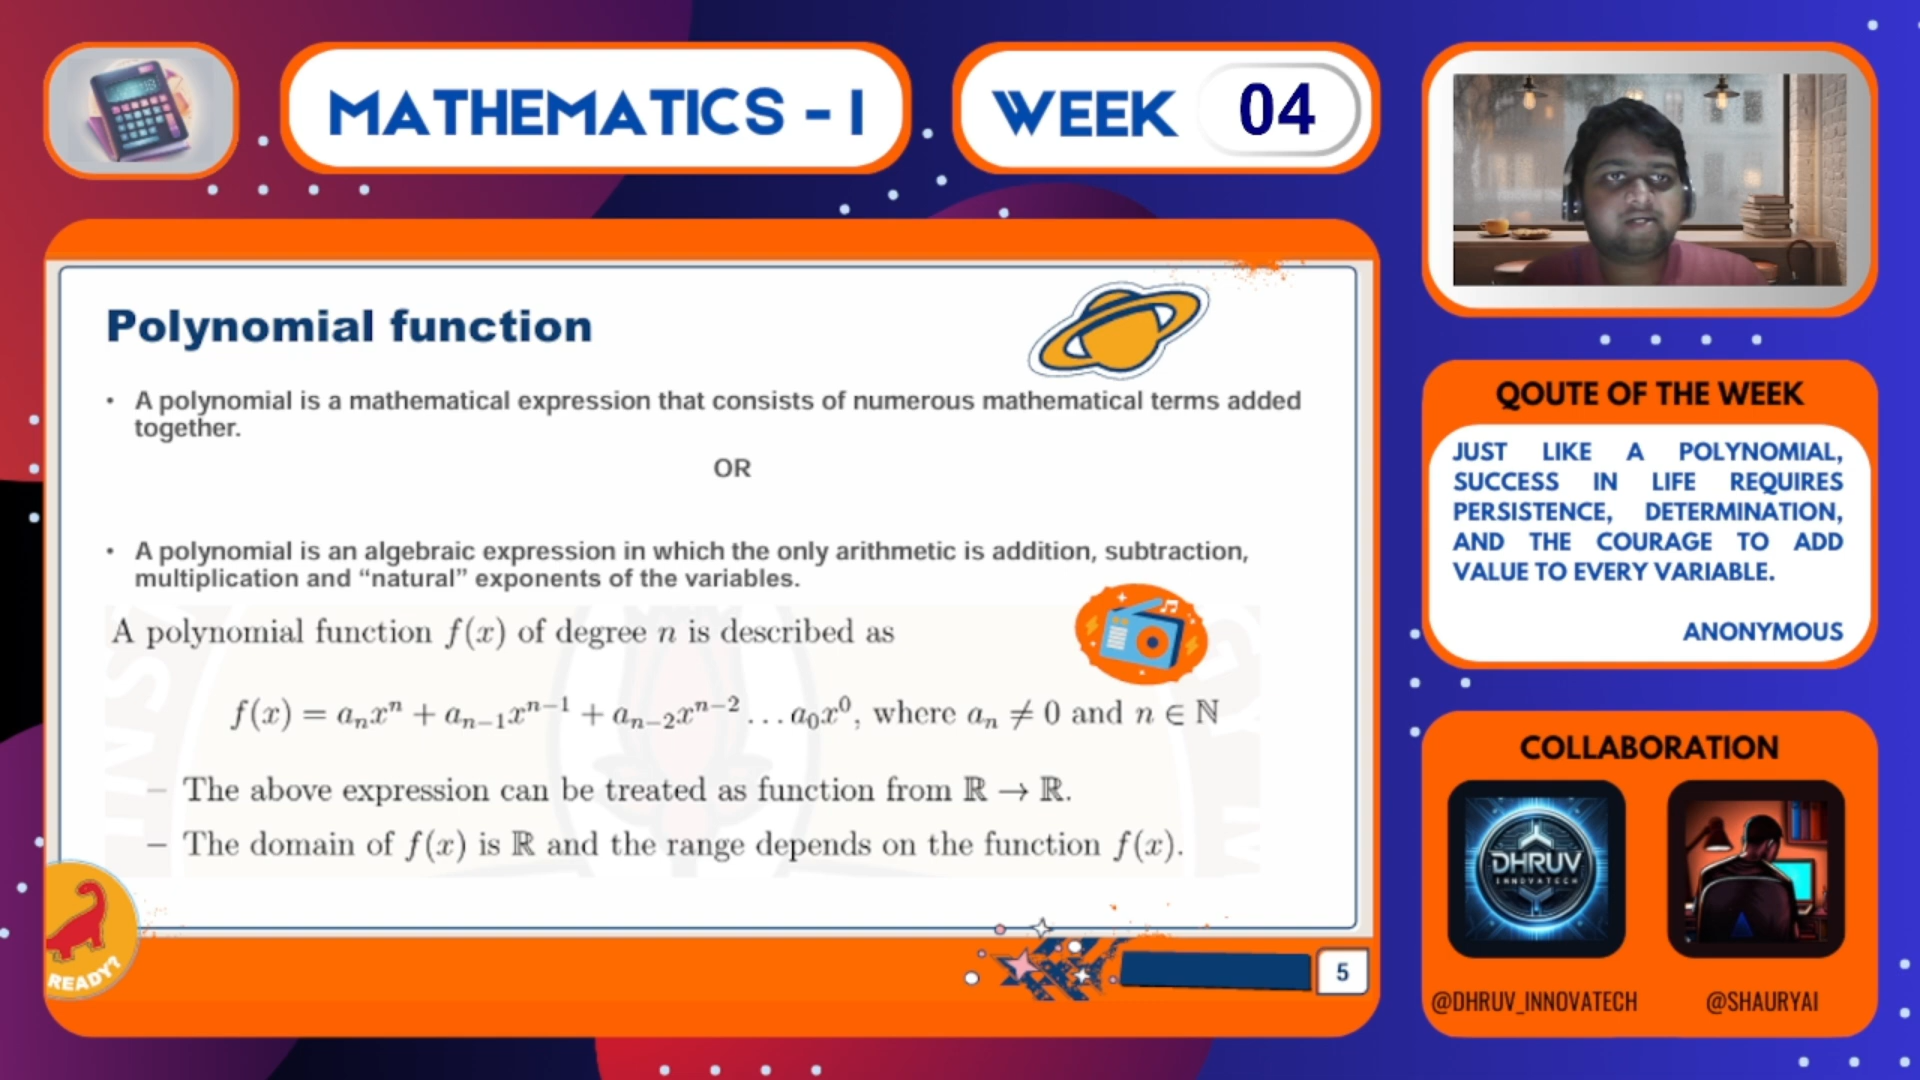 MATHEMATICS - I
WEEK 04
Polynomial function
• A polynomial is a mathematical expression that consists of numerous mathematical terms added
together.
OR
• A polynomial is an algebraic expression in which the only arithmetic is addition, subtraction,
multiplication and “natural” exponents of the variables.
A polynomial function f(x) of degree n is described as
f(x) = aₙxⁿ + aₙ₋₁xⁿ⁻¹ + aₙ₋₂xⁿ⁻² … a₀x⁰, where aₙ ≠ 0 and n ∈ ℕ
– The above expression can be treated as function from ℝ → ℝ.
– The domain of f(x) is ℝ and the range depends on the function f(x).
READY?
5
QOUTE OF THE WEEK
JUST LIKE A POLYNOMIAL,
SUCCESS IN LIFE REQUIRES
PERSISTENCE, DETERMINATION,
AND THE COURAGE TO ADD
VALUE TO EVERY VARIABLE.
ANONYMOUS
COLLABORATION
DHRUV
INNOVATECH
@DHRUV_INNOVATECH
@SHAURYAI